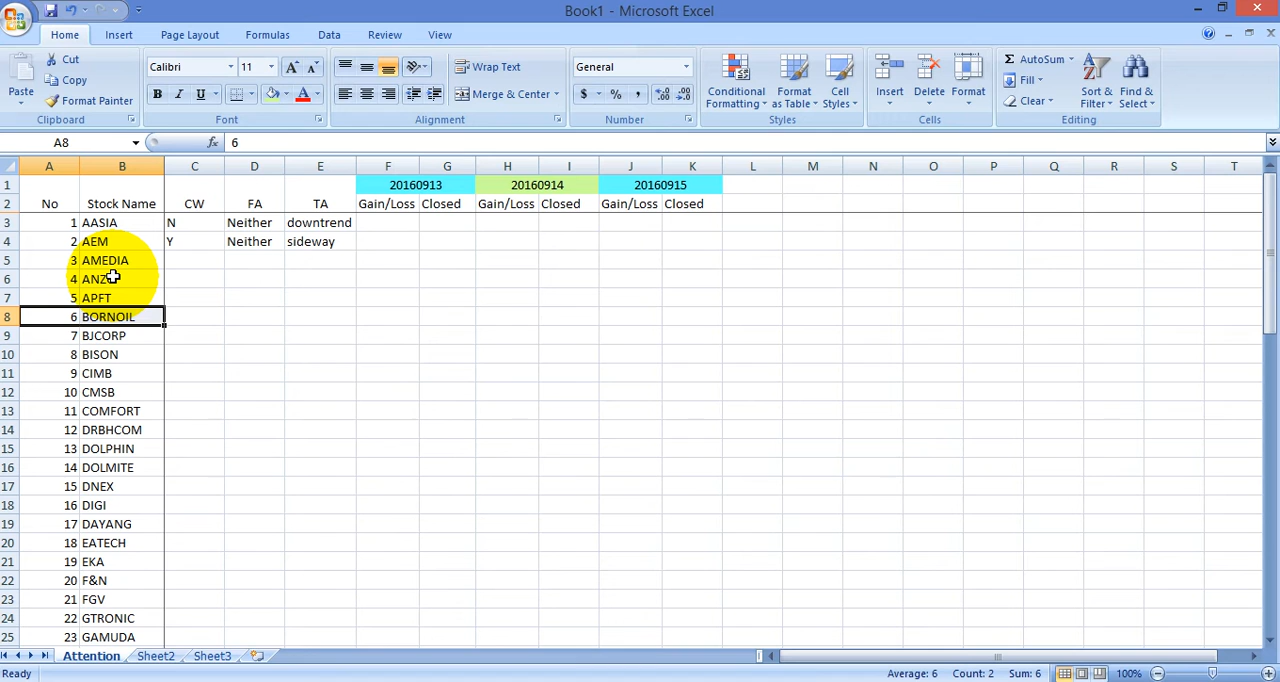 Book1 - Microsoft Excel
Home Insert Page Layout Formulas Data Review View
Paste Cut Copy Format Painter Clipboard
Calibri 11 B I U Font
Wrap Text Merge & Center Alignment
General $ % , Number
Conditional Formatting Format as Table Cell Styles Styles
Insert Delete Format Cells
Σ AutoSum Fill Clear Sort & Filter Find & Select Editing
A8 fx 6
A B C D E F G H I J K L M N O P Q R S T
1 20160913 20160914 20160915
2 No Stock Name CW FA TA Gain/Loss Closed Gain/Loss Closed Gain/Loss Closed
3 1 AASIA N Neither downtrend
4 2 AEM Y Neither sideway
5 3 AMEDIA
6 4 ANZ
7 5 APFT
8 6 BORNOIL
9 7 BJCORP
10 8 BISON
11 9 CIMB
12 10 CMSB
13 11 COMFORT
14 12 DRBHCOM
15 13 DOLPHIN
16 14 DOLMITE
17 15 DNEX
18 16 DIGI
19 17 DAYANG
20 18 EATECH
21 19 EKA
22 20 F&N
23 21 FGV
24 22 GTRONIC
25 23 GAMUDA
Attention Sheet2 Sheet3
Ready Average: 6 Count: 2 Sum: 6 100%